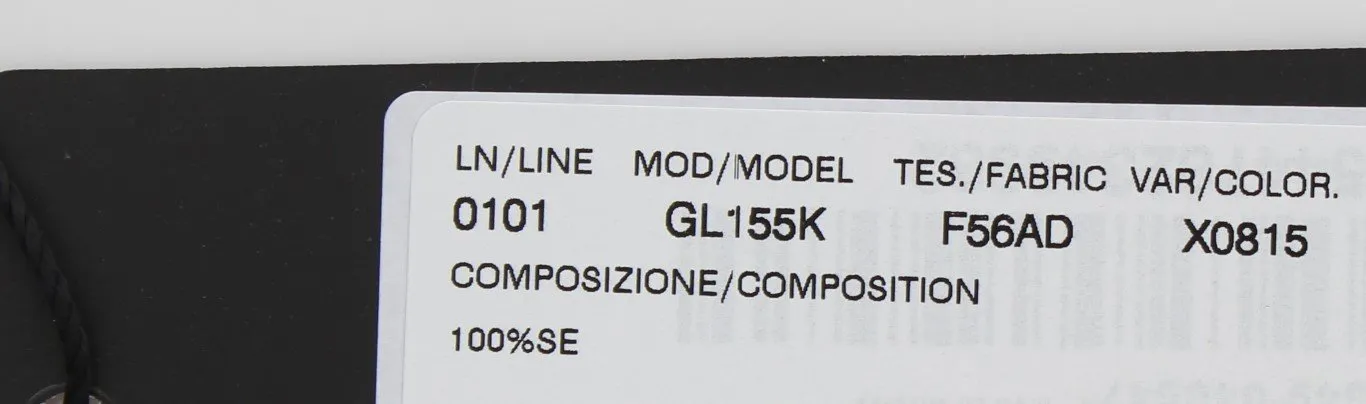 LN/LINE MOD/MODEL TES./FABRIC VAR/COLOR.
0101 GL155K F56AD X0815
COMPOSIZIONE/COMPOSITION
100%SE